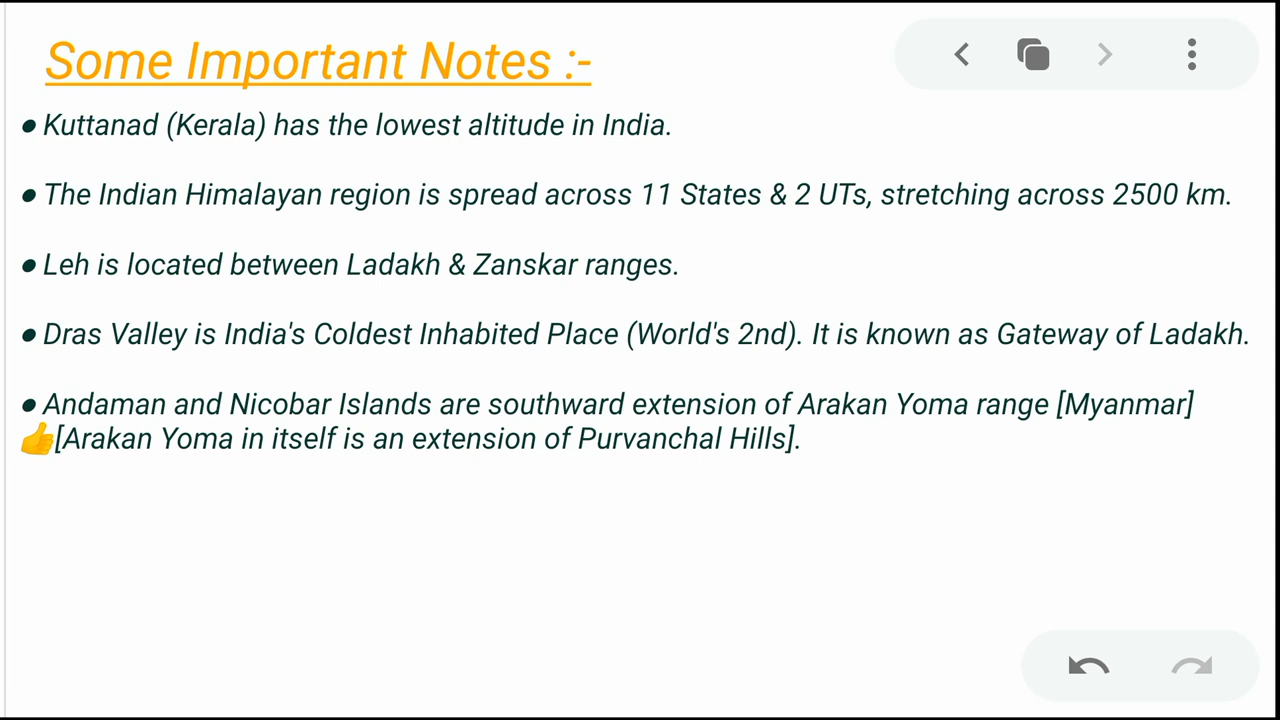 Some Important Notes :-
● Kuttanad (Kerala) has the lowest altitude in India.
● The Indian Himalayan region is spread across 11 States & 2 UTs, stretching across 2500 km.
● Leh is located between Ladakh & Zanskar ranges.
● Dras Valley is India's Coldest Inhabited Place (World's 2nd). It is known as Gateway of Ladakh.
● Andaman and Nicobar Islands are southward extension of Arakan Yoma range [Myanmar]
👍[Arakan Yoma in itself is an extension of Purvanchal Hills].